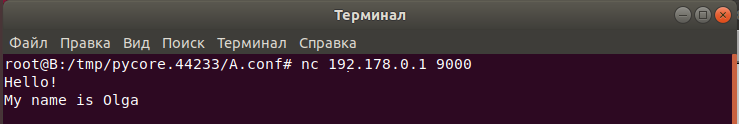 Терминал
Файл Правка Вид Поиск Терминал Справка
root@B:/tmp/pycore.44233/A.conf# nc 192.178.0.1 9000
Hello!
My name is Olga